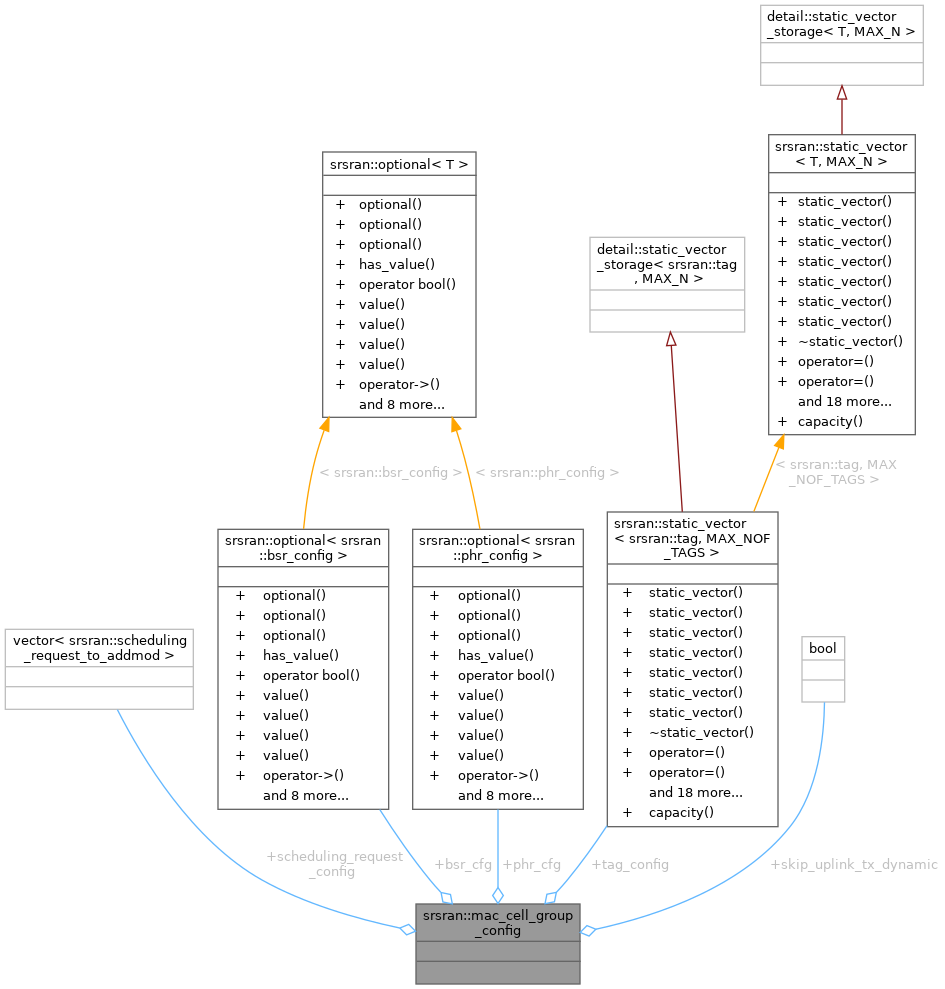 detail::static_vector
_storage< T, MAX_N >
srsran::static_vector
< T, MAX_N >
+ static_vector()
+ static_vector()
+ static_vector()
+ static_vector()
+ static_vector()
+ static_vector()
+ static_vector()
+ ~static_vector()
+ operator=()
+ operator=()
and 18 more...
+ capacity()
srsran::optional< T >
+ optional()
+ optional()
+ optional()
+ has_value()
+ operator bool()
+ value()
+ value()
+ value()
+ value()
+ operator->()
and 8 more...
detail::static_vector
_storage< srsran::tag
, MAX_N >
< srsran::bsr_config >
< srsran::phr_config >
< srsran::tag, MAX
_NOF_TAGS >
vector< srsran::scheduling
_request_to_addmod >
srsran::optional< srsran
::bsr_config >
+ optional()
+ optional()
+ optional()
+ has_value()
+ operator bool()
+ value()
+ value()
+ value()
+ value()
+ operator->()
and 8 more...
srsran::optional< srsran
::phr_config >
+ optional()
+ optional()
+ optional()
+ has_value()
+ operator bool()
+ value()
+ value()
+ value()
+ value()
+ operator->()
and 8 more...
srsran::static_vector
< srsran::tag, MAX_NOF
_TAGS >
+ static_vector()
+ static_vector()
+ static_vector()
+ static_vector()
+ static_vector()
+ static_vector()
+ static_vector()
+ ~static_vector()
+ operator=()
+ operator=()
and 18 more...
+ capacity()
bool
+scheduling_request
_config
+bsr_cfg
+phr_cfg
+tag_config
+skip_uplink_tx_dynamic
srsran::mac_cell_group
_config